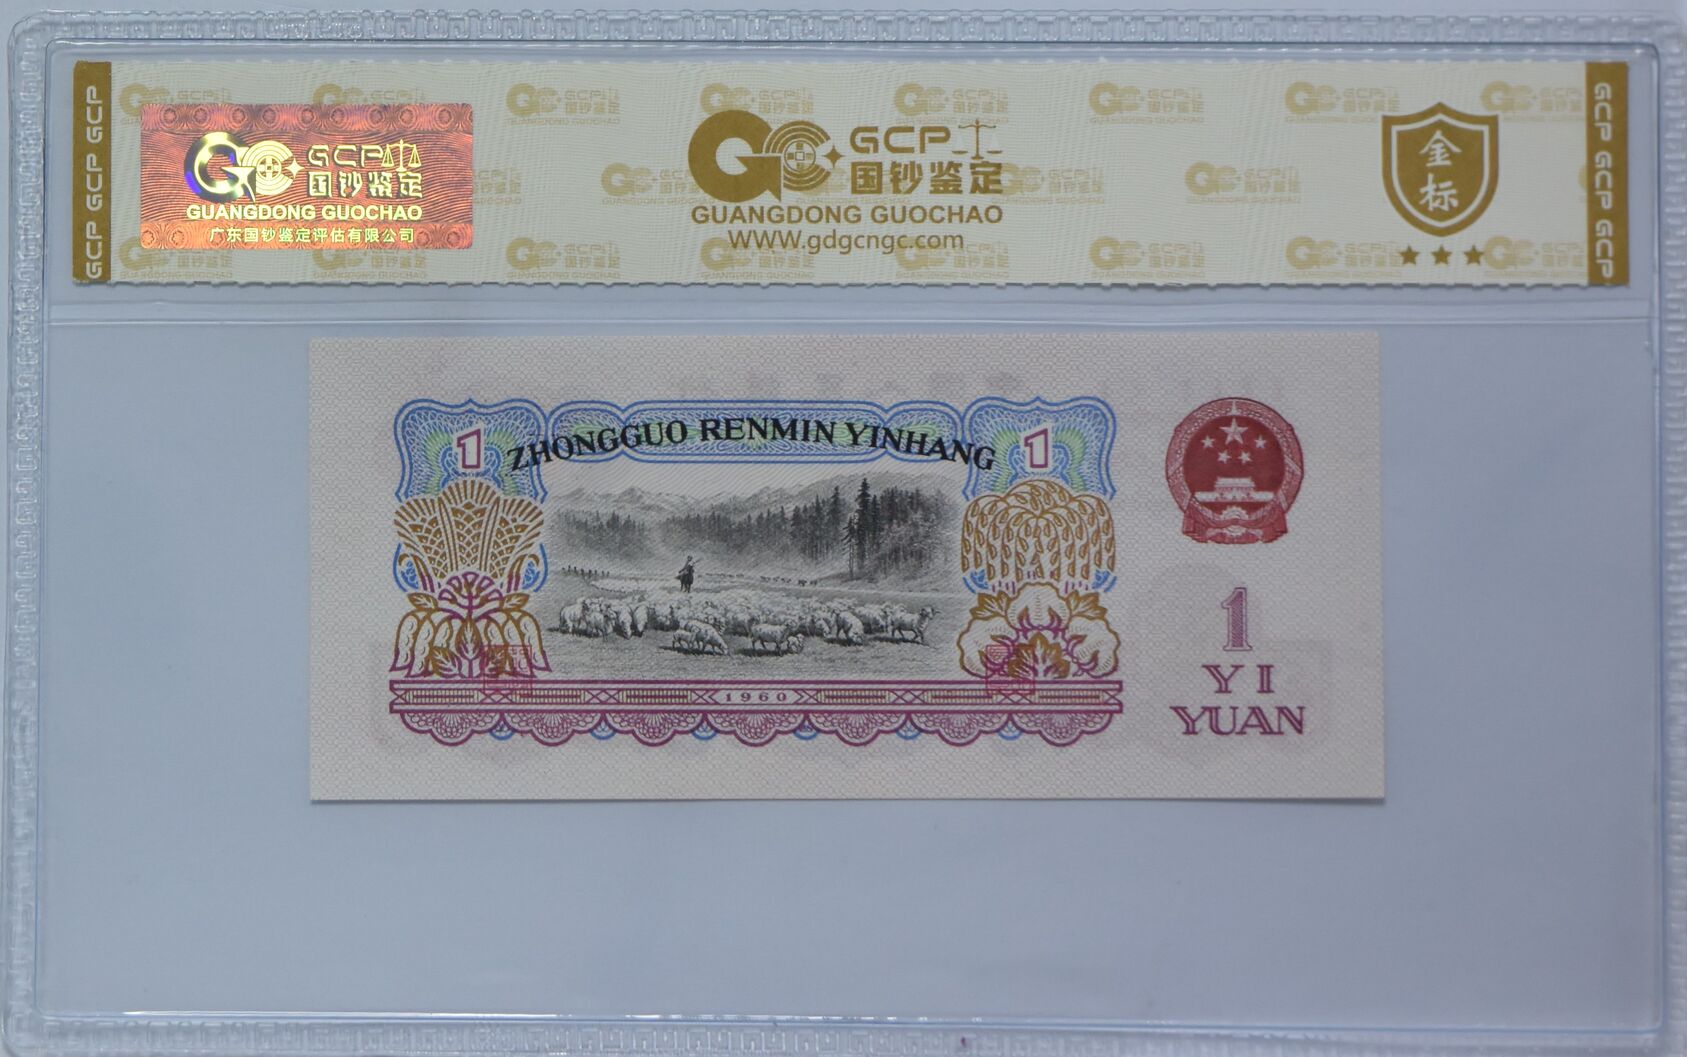 GCP GCP GCP
GCP
国钞鉴定
GUANGDONG GUOCHAO
广东国钞鉴定评估有限公司
GCP
国钞鉴定
GUANGDONG GUOCHAO
WWW.gdgcngc.com
金
标
GCP GCP GCP
ZHONGGUO RENMIN YINHANG
1
1
1
YI
YUAN
1960